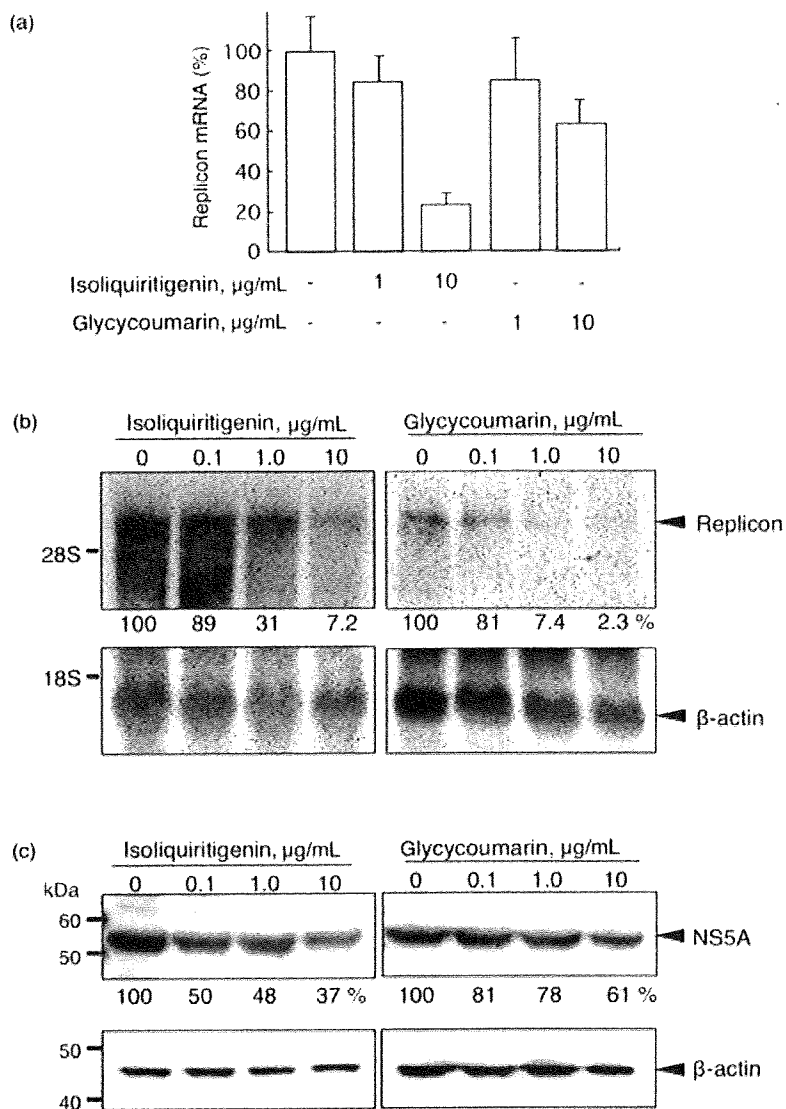 (a)
Replicon mRNA (%)
100
80
60
40
20
0
Isoliquiritigenin, µg/mL - 1 10 - -
Glycycoumarin, µg/mL - - - 1 10
(b)
Isoliquiritigenin, µg/mL Glycycoumarin, µg/mL
0 0.1 1.0 10 0 0.1 1.0 10
Replicon
28S
100 89 31 7.2 100 81 7.4 2.3 %
18S
β-actin
(c)
Isoliquiritigenin, µg/mL Glycycoumarin, µg/mL
kDa 0 0.1 1.0 10 0 0.1 1.0 10
60
NS5A
50
100 50 48 37 % 100 81 78 61 %
50
β-actin
40